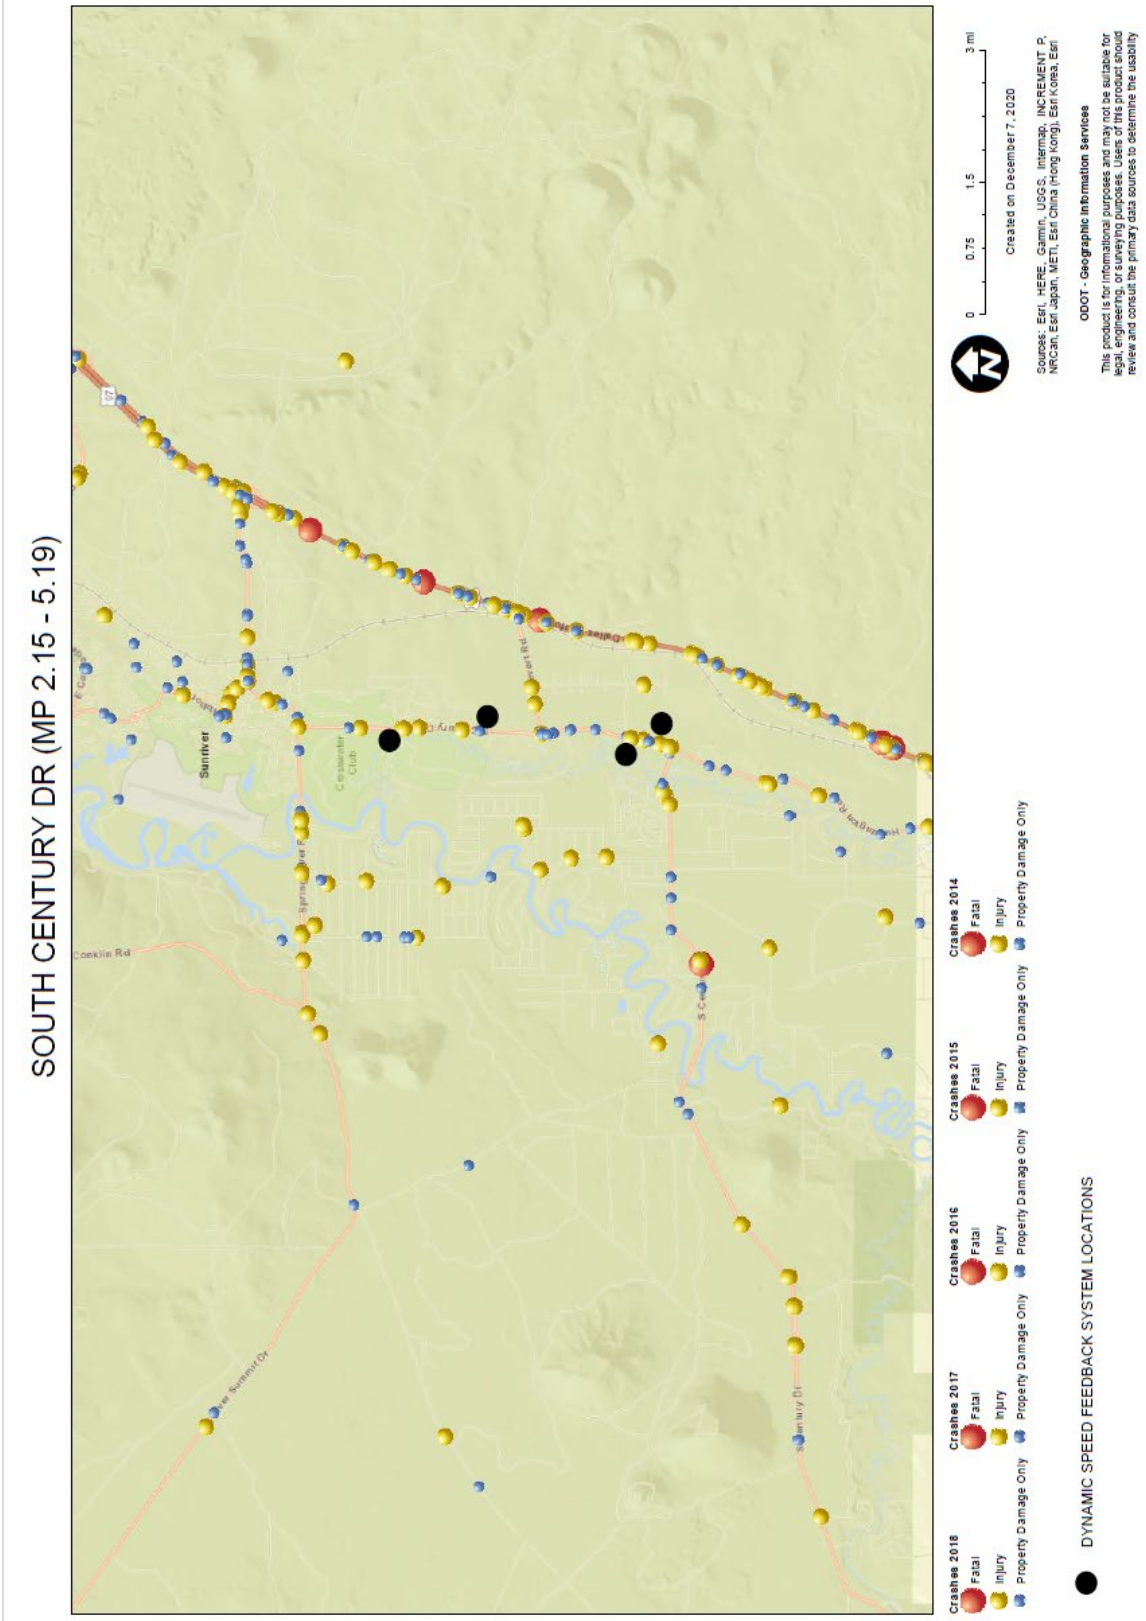 SOUTH CENTURY DR (MP 2.15 - 5.19)
97
Sunriver
Crosswater
Club
Conklin Rd
S Ce
Huntington Rd
Crashes 2018
Fatal
Injury
Property Damage Only
Crashes 2017
Fatal
Injury
Property Damage Only
Crashes 2016
Fatal
Injury
Property Damage Only
Crashes 2015
Fatal
Injury
Property Damage Only
Crashes 2014
Fatal
Injury
Property Damage Only
DYNAMIC SPEED FEEDBACK SYSTEM LOCATIONS
N
0 0.75 1.5 3 mi
Created on December 7, 2020
Sources: Esri, HERE, Garmin, USGS, Intermap, INCREMENT P,
NRCan, Esri Japan, METI, Esri China (Hong Kong), Esri Korea, Esri
ODOT - Geographic Information Services
This product is for informational purposes and may not be suitable for
legal, engineering, or surveying purposes. Users of this product should
review and consult the primary data sources to determine the usability